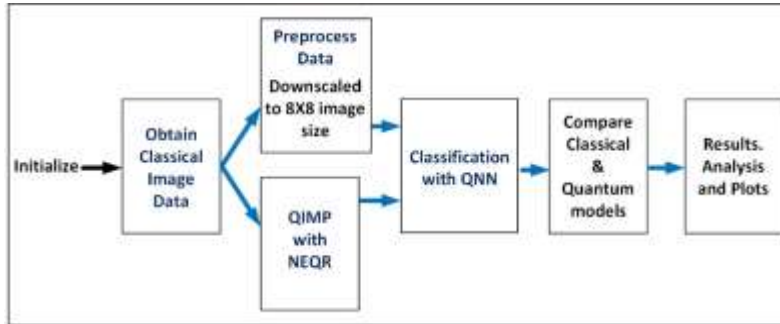 Initialize
Obtain
Classical
Image
Data
Preprocess
Data
Downscaled
to 8X8 image
size
QIMP
with
NEQR
Classification
with QNN
Compare
Classical
&
Quantum
models
Results.
Analysis
and Plots